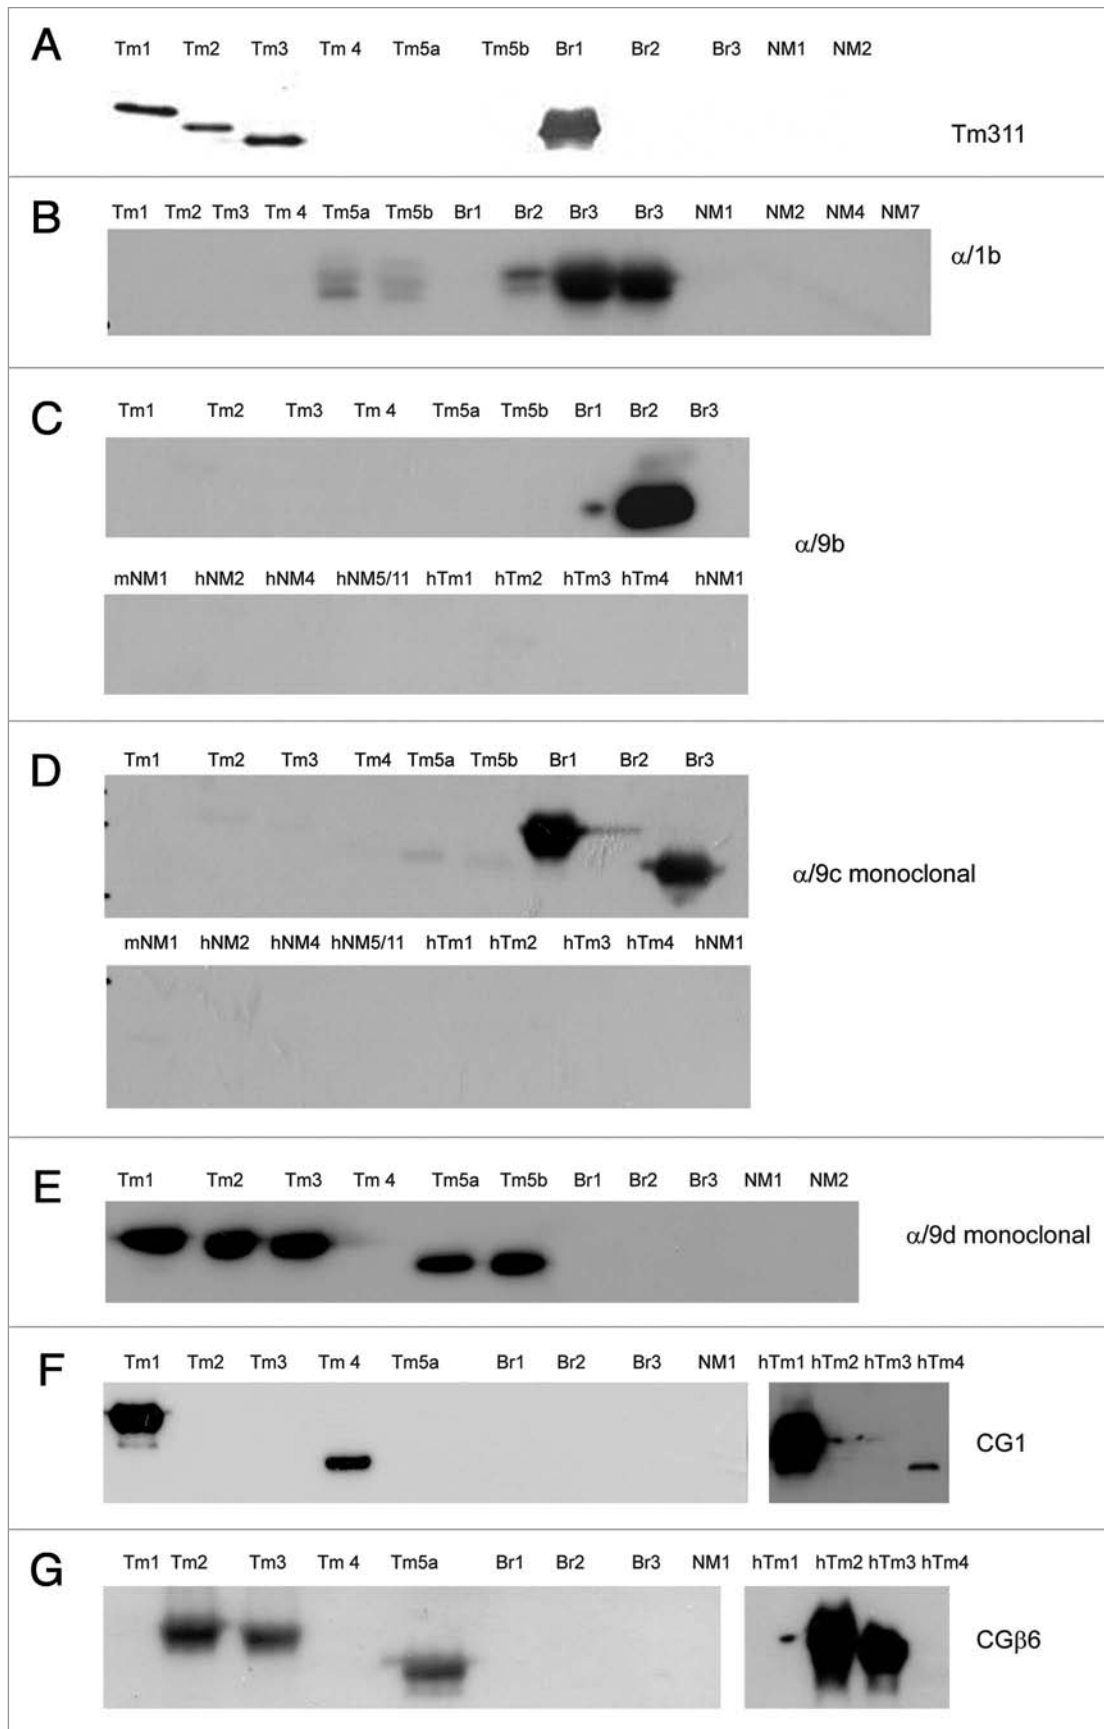 A
Tm1 Tm2 Tm3 Tm 4 Tm5a Tm5b Br1 Br2 Br3 NM1 NM2
Tm311
B
Tm1 Tm2 Tm3 Tm 4 Tm5a Tm5b Br1 Br2 Br3 Br3 NM1 NM2 NM4 NM7
α/1b
C
Tm1 Tm2 Tm3 Tm 4 Tm5a Tm5b Br1 Br2 Br3
α/9b
mNM1 hNM2 hNM4 hNM5/11 hTm1 hTm2 hTm3 hTm4 hNM1
D
Tm1 Tm2 Tm3 Tm4 Tm5a Tm5b Br1 Br2 Br3
α/9c monoclonal
mNM1 hNM2 hNM4 hNM5/11 hTm1 hTm2 hTm3 hTm4 hNM1
E
Tm1 Tm2 Tm3 Tm 4 Tm5a Tm5b Br1 Br2 Br3 NM1 NM2
α/9d monoclonal
F
Tm1 Tm2 Tm3 Tm 4 Tm5a Br1 Br2 Br3 NM1 hTm1 hTm2 hTm3 hTm4
CG1
G
Tm1 Tm2 Tm3 Tm 4 Tm5a Br1 Br2 Br3 NM1 hTm1 hTm2 hTm3 hTm4
CGβ6